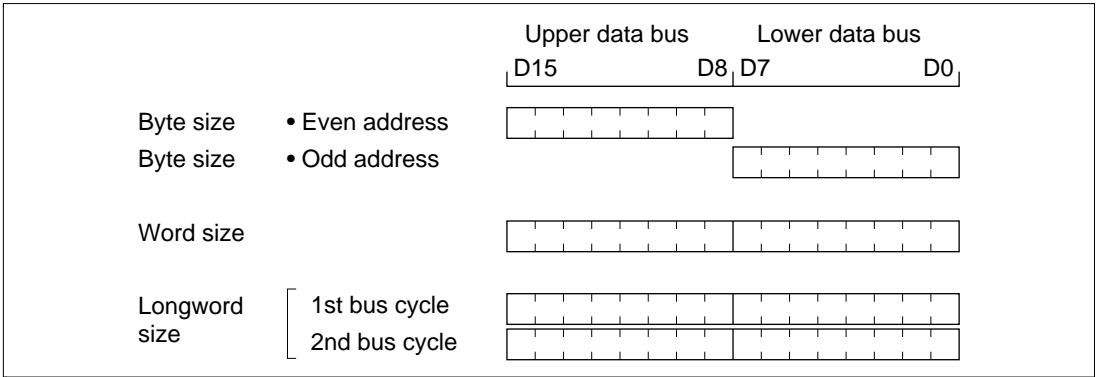 Upper data bus Lower data bus
D15 D8 D7 D0
Byte size • Even address
Byte size • Odd address
Word size
Longword size
1st bus cycle
2nd bus cycle